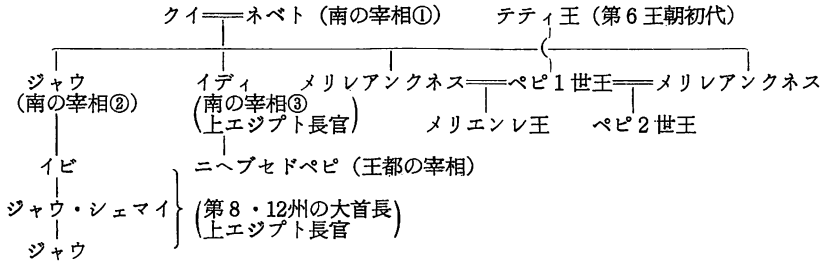 クイ══ネベト（南の宰相①） テティ王（第6王朝初代）
ジャウ イディ メリレアンクネス══ペピ1世王══メリレアンクネス
（南の宰相②） （南の宰相③
上エジプト長官） メリエンレ王 ペピ2世王
イビ ニヘブセドペピ（王都の宰相）
ジャウ・シェマイ （第8・12州の大首長
上エジプト長官）
ジャウ